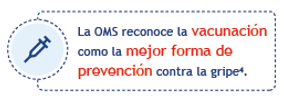 La OMS reconoce la vacunación
como la mejor forma de
prevención contra la gripe⁴.